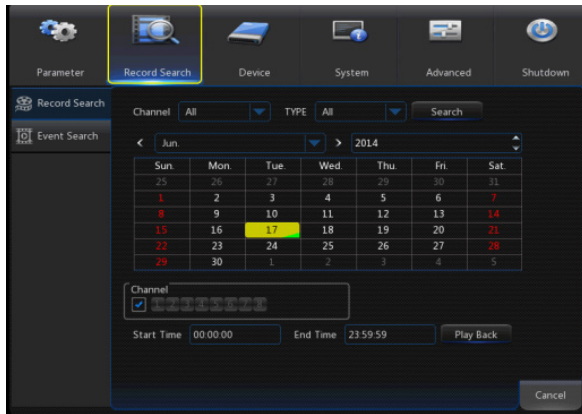 Parameter Record Search Device System Advanced Shutdown
Record Search
Event Search
Channel All TYPE All Search
< Jun. > 2014
Sun. Mon. Tue. Wed. Thu. Fri. Sat.
25 26 27 28 29 30 31
1 2 3 4 5 6 7
8 9 10 11 12 13 14
15 16 17 18 19 20 21
22 23 24 25 26 27 28
29 30 1 2 3 4 5
Channel
Start Time 00:00:00 End Time 23:59:59 Play Back
Cancel